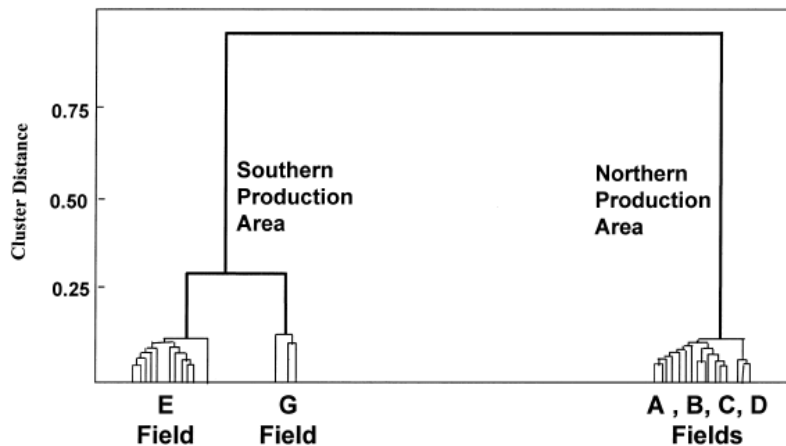 Cluster Distance
0.75
0.50
0.25
Southern
Production
Area
Northern
Production
Area
E
Field
G
Field
A , B, C, D
Fields